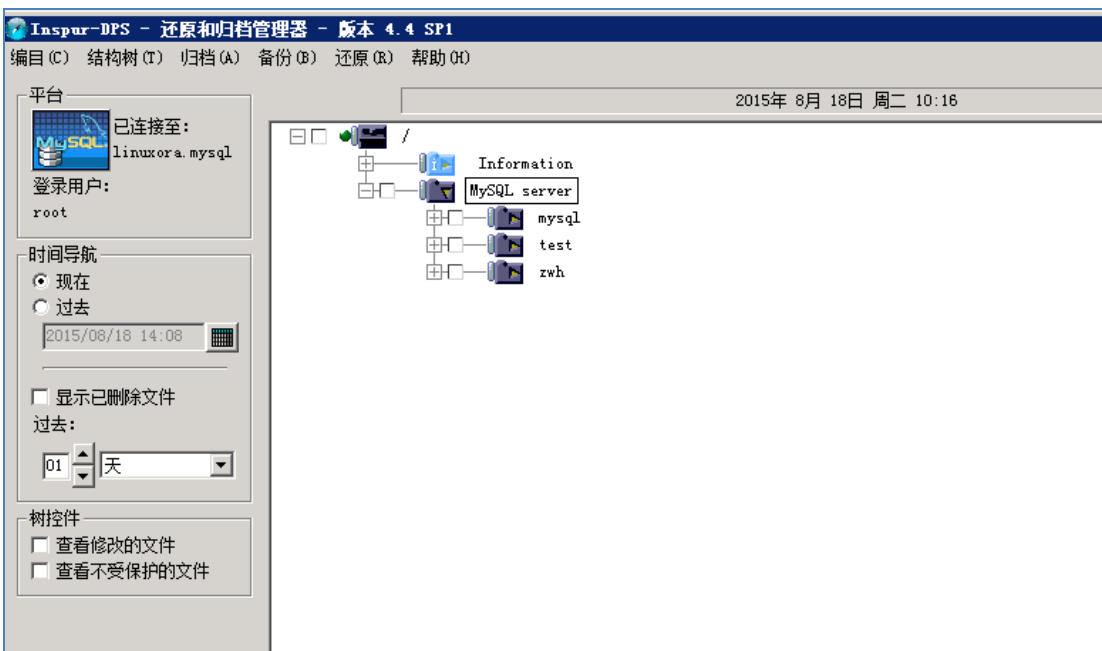 Inspur-DPS - 还原和归档管理器 - 版本 4.4 SP1
编目(C) 结构树(T) 归档(A) 备份(B) 还原(R) 帮助(H)
平台
MySQL
已连接至:
linuxora.mysql
登录用户:
root
时间导航
现在
过去
2015/08/18 14:08
显示已删除文件
过去:
01 天
树控件
查看修改的文件
查看不受保护的文件
2015年 8月 18日 周二 10:16
/
Information
MySQL server
mysql
test
zwh